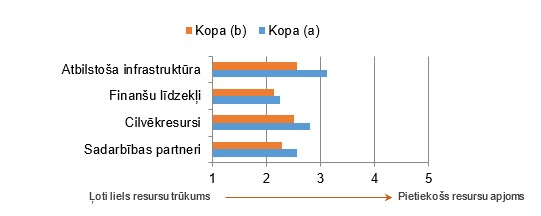 Kopa (b) Kopa (a)
Atbilstoša infrastruktūra
Finanšu līdzekļi
Cilvēkresursi
Sadarbības partneri
1 2 3 4 5
Ļoti liels resursu trūkums Pietiekošs resursu apjoms